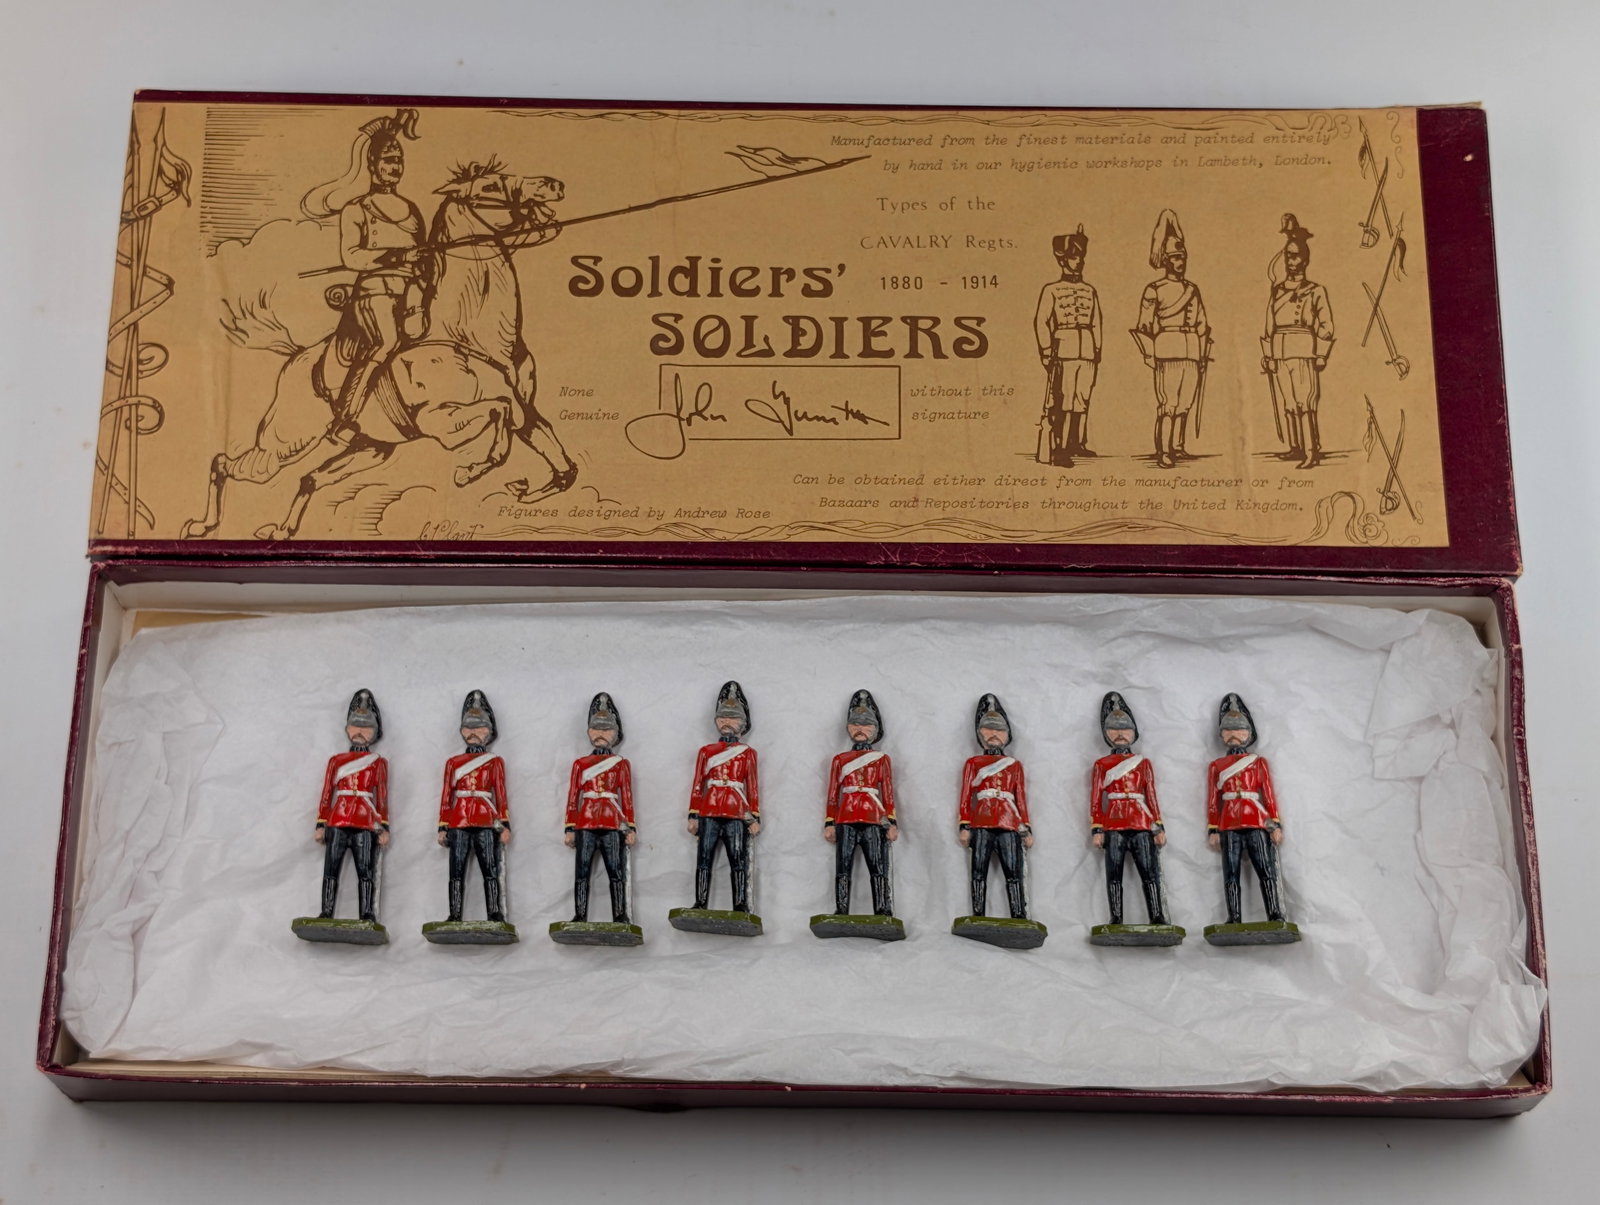 Manufactured from the finest materials and painted entirely
by hand in our hygienic workshops in Lambeth, London.
Types of the
CAVALRY Regts.
1880 - 1914
Soldiers'
SOLDIERS
None
Genuine
John
without this
signature
Can be obtained either direct from the manufacturer or from
Bazaars and Repositories throughout the United Kingdom.
Figures designed by Andrew Rose